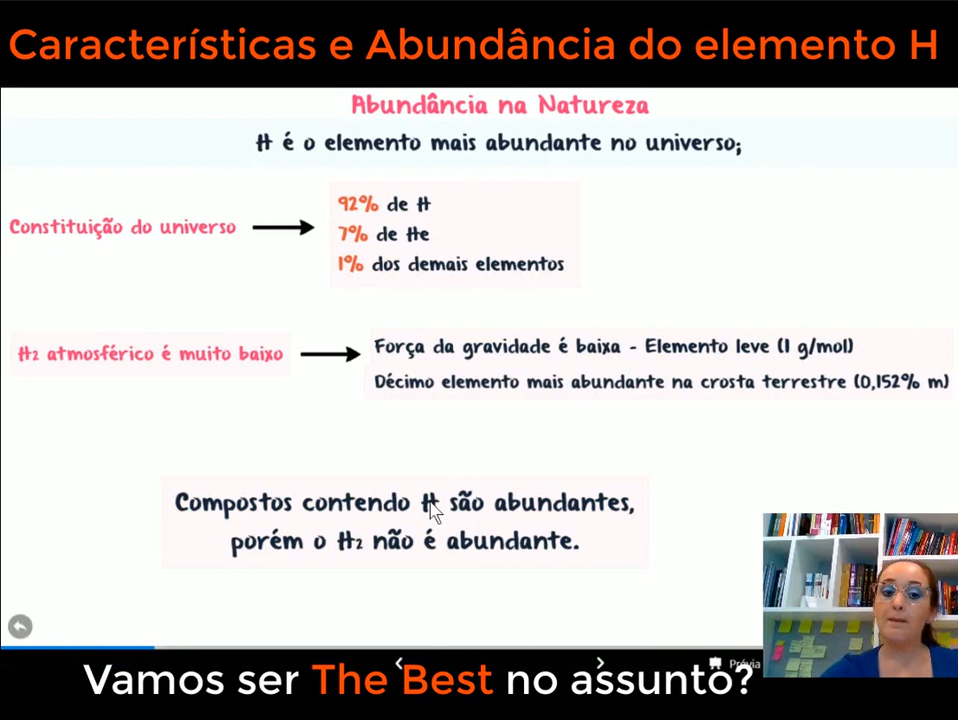 Características e Abundância do elemento H
Abundância na Natureza
H é o elemento mais abundante no universo;
Constituição do universo
92% de H
7% de He
1% dos demais elementos
H2 atmosférico é muito baixo
Força da gravidade é baixa - Elemento leve (1 g/mol)
Décimo elemento mais abundante na crosta terrestre (0,152% m)
Compostos contendo H são abundantes,
porém o H2 não é abundante.
Prévia
Vamos ser The Best no assunto?